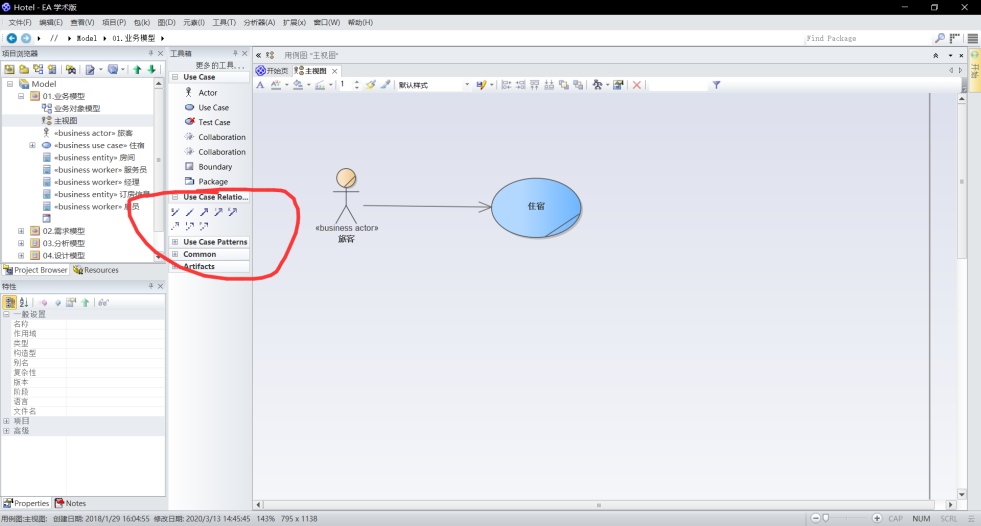 Hotel - EA 学术版
文件(F) 编辑(E) 查看(V) 项目(P) 包(k) 图(D) 元素(I) 工具(T) 分析器(A) 扩展(x) 窗口(W) 帮助(H)
// Model 01.业务模型 Find Package
项目浏览器
Model
01.业务模型
业务对象模型
主视图
«business actor» 旅客
«business use case» 住宿
«business entity» 房间
«business worker» 服务员
«business worker» 经理
«business entity» 订房信息
«business worker»
02.需求模型
03.分析模型
04.设计模型
Project Browser Resources
特性
一般设置
名称
作用域
类型
构造型
别名
复杂性
版本
阶段
语言
文件名
项目
高级
Properties Notes
工具箱
更多的工具...
Use Case
Actor
Use Case
Test Case
Collaboration
Collaboration
Boundary
Package
Use Case Relatio...
Use Case Patterns
Common
Artifacts
用例图 "主视图"
开始页 主视图
1 默认样式
«business actor»
旅客
住宿
开始
用例图:主视图: 创建日期: 2018/1/29 16:04:55 修改日期: 2020/3/13 14:45:45 143% 795 x 1138 CAP NUM SCRL 云